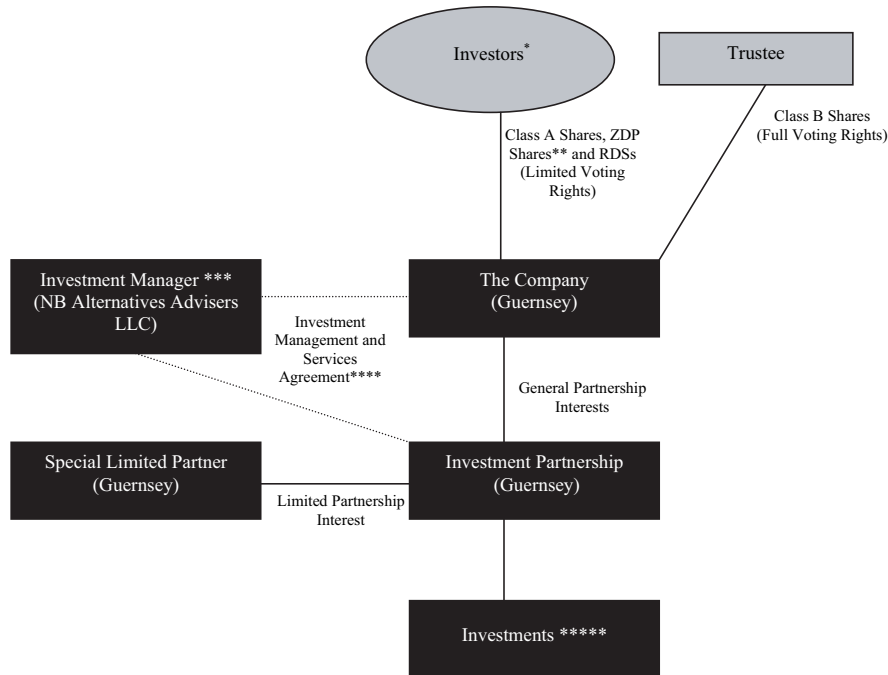 Investors*
Trustee
Class A Shares, ZDP
Shares** and RDSs
(Limited Voting
Rights)
Class B Shares
(Full Voting Rights)
Investment Manager ***
(NB Alternatives Advisers
LLC)
The Company
(Guernsey)
Investment
Management and
Services
Agreement****
General Partnership
Interests
Special Limited Partner
(Guernsey)
Limited Partnership
Interest
Investment Partnership
(Guernsey)
Investments *****